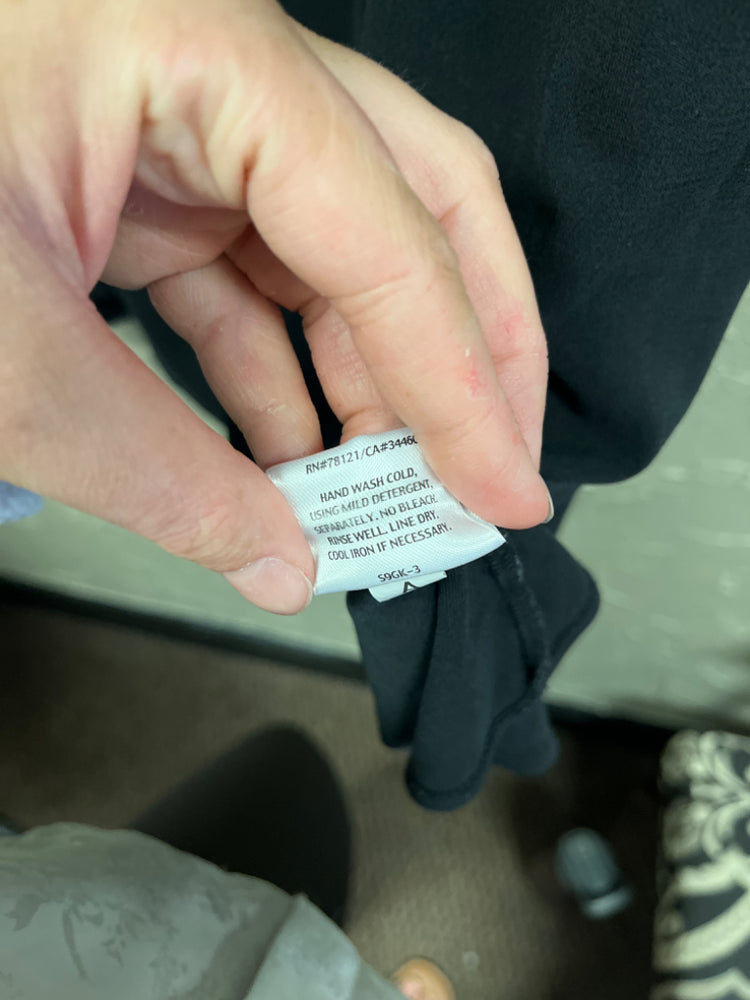 RN#78121/CA#3446
HAND WASH COLD,
USING MILD DETERGENT,
SEPARATELY. NO BLEACH.
RINSE WELL. LINE DRY.
COOL IRON IF NECESSARY.
S9GK-3
A